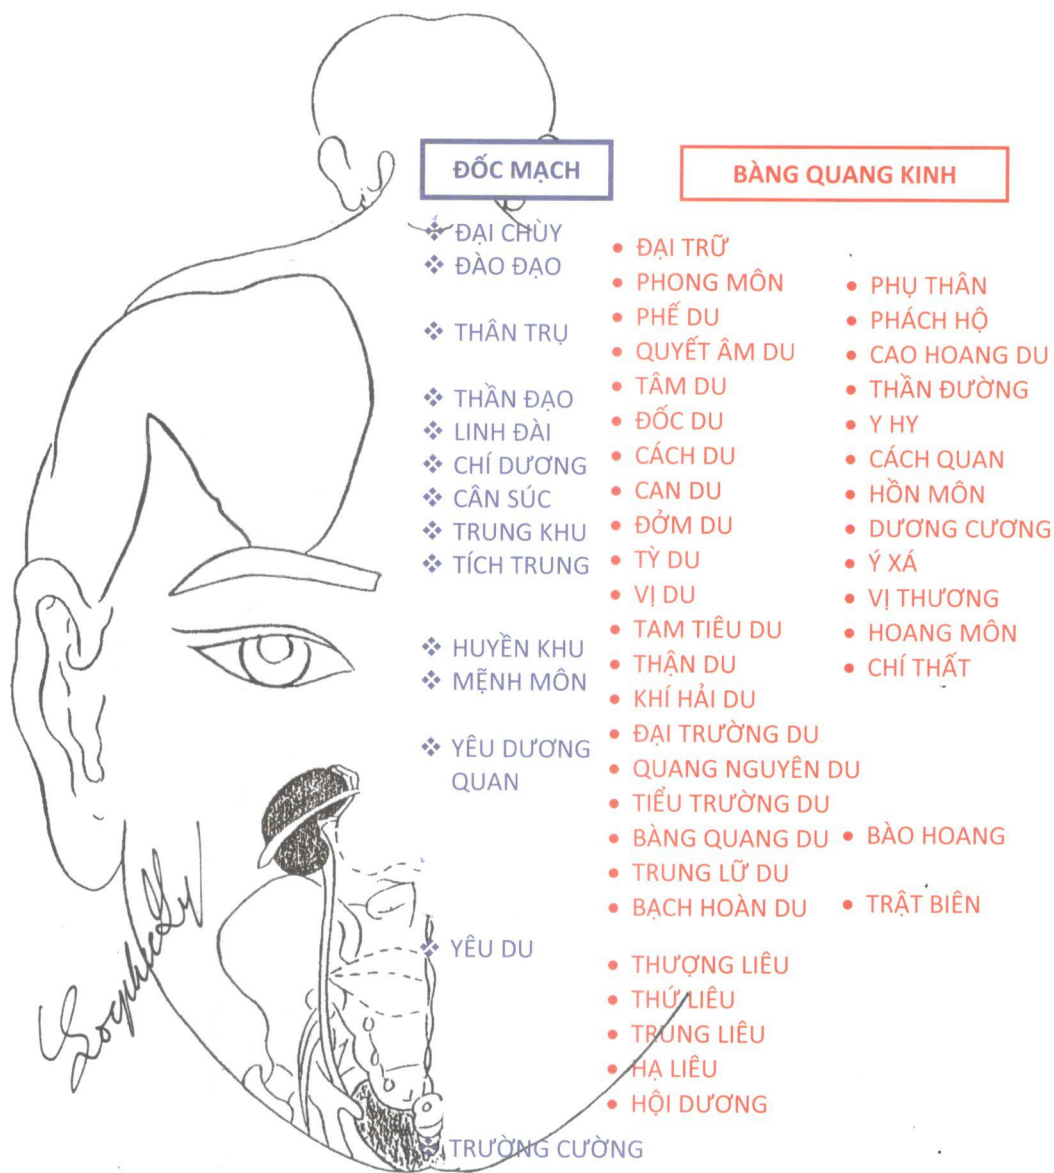 ĐỐC MẠCH
ĐẠI CHÙY
ĐÀO ĐẠO
THÂN TRỤ
THẦN ĐẠO
LINH ĐÀI
CHÍ DƯƠNG
CÂN SÚC
TRUNG KHU
TÍCH TRUNG
HUYỀN KHU
MỆNH MÔN
YÊU DƯƠNG
QUAN
YÊU DU
TRƯỜNG CƯỜNG
BÀNG QUANG KINH
ĐẠI TRỮ
PHONG MÔN
PHẾ DU
QUYẾT ÂM DU
TÂM DU
ĐỐC DU
CÁCH DU
CAN DU
ĐỞM DU
TỲ DU
VỊ DU
TAM TIÊU DU
THẬN DU
KHÍ HẢI DU
ĐẠI TRƯỜNG DU
QUANG NGUYÊN DU
TIỂU TRƯỜNG DU
BÀNG QUANG DU
TRUNG LỮ DU
BẠCH HOÀN DU
THƯỢNG LIÊU
THỨ LIÊU
TRUNG LIÊU
HẠ LIÊU
HỘI DƯƠNG
PHỤ THÂN
PHÁCH HỘ
CAO HOANG DU
THẦN ĐƯỜNG
Y HY
CÁCH QUAN
HỒN MÔN
DƯƠNG CƯƠNG
Ý XÁ
VỊ THƯƠNG
HOANG MÔN
CHÍ THẤT
BÀO HOANG
TRẬT BIÊN